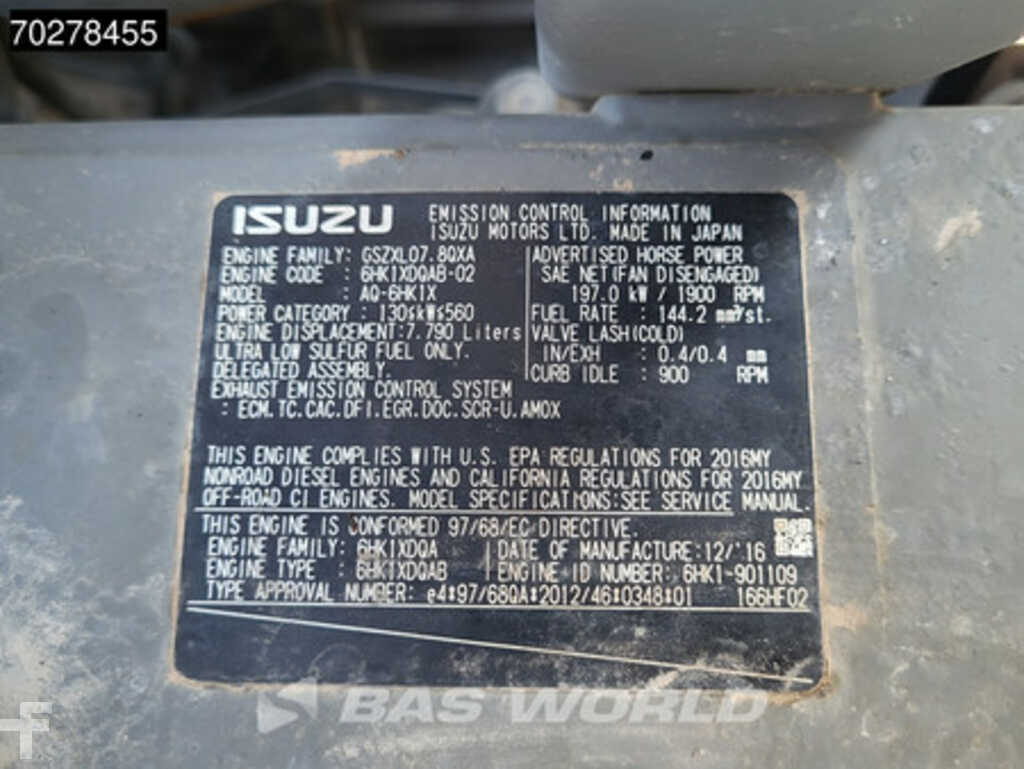 70278455
ISUZU EMISSION CONTROL INFORMATION
ISUZU MOTORS LTD. MADE IN JAPAN
ENGINE FAMILY: GSZXL07.8QXA
ENGINE CODE : 6HK1XDQAB-02
MODEL : AQ-6HK1X
POWER CATEGORY : 130≤kW≤560
ENGINE DISPLACEMENT:7.790 Liters
ULTRA LOW SULFUR FUEL ONLY.
DELEGATED ASSEMBLY.
EXHAUST EMISSION CONTROL SYSTEM
: ECM.TC.CAC.DFI.EGR.DOC.SCR-U.AMOX
ADVERTISED HORSE POWER
SAE NET(FAN DISENGAGED)
197.0 kW / 1900 RPM
FUEL RATE : 144.2 mm³/st.
VALVE LASH(COLD)
IN/EXH : 0.4/0.4 mm
CURB IDLE : 900 RPM
THIS ENGINE COMPLIES WITH U.S. EPA REGULATIONS FOR 2016MY
NONROAD DIESEL ENGINES AND CALIFORNIA REGULATIONS FOR 2016MY
OFF-ROAD CI ENGINES. MODEL SPECIFICATIONS:SEE SERVICE MANUAL.
THIS ENGINE IS CONFORMED 97/68/EC DIRECTIVE.
ENGINE FAMILY: 6HK1XDQA DATE OF MANUFACTURE:12/'16
ENGINE TYPE : 6HK1XDQAB ENGINE ID NUMBER: 6HK1-901109
TYPE APPROVAL NUMBER: e4*97/68QA*2012/46*0348*01 166HF02
BAS WORLD